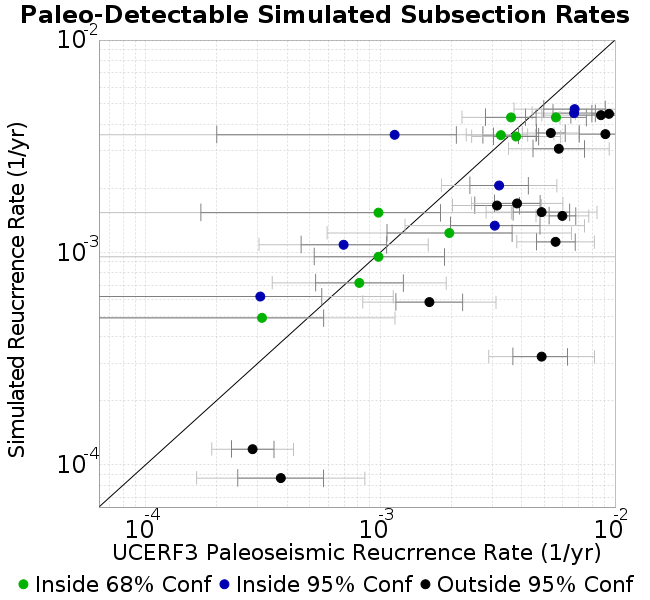 Paleo-Detectable Simulated Subsection Rates
10-2
10-3
10-4
Simulated Reucrrence Rate (1/yr)
10-4 10-3 10-2
UCERF3 Paleoseismic Reucrrence Rate (1/yr)
Inside 68% Conf Inside 95% Conf Outside 95% Conf